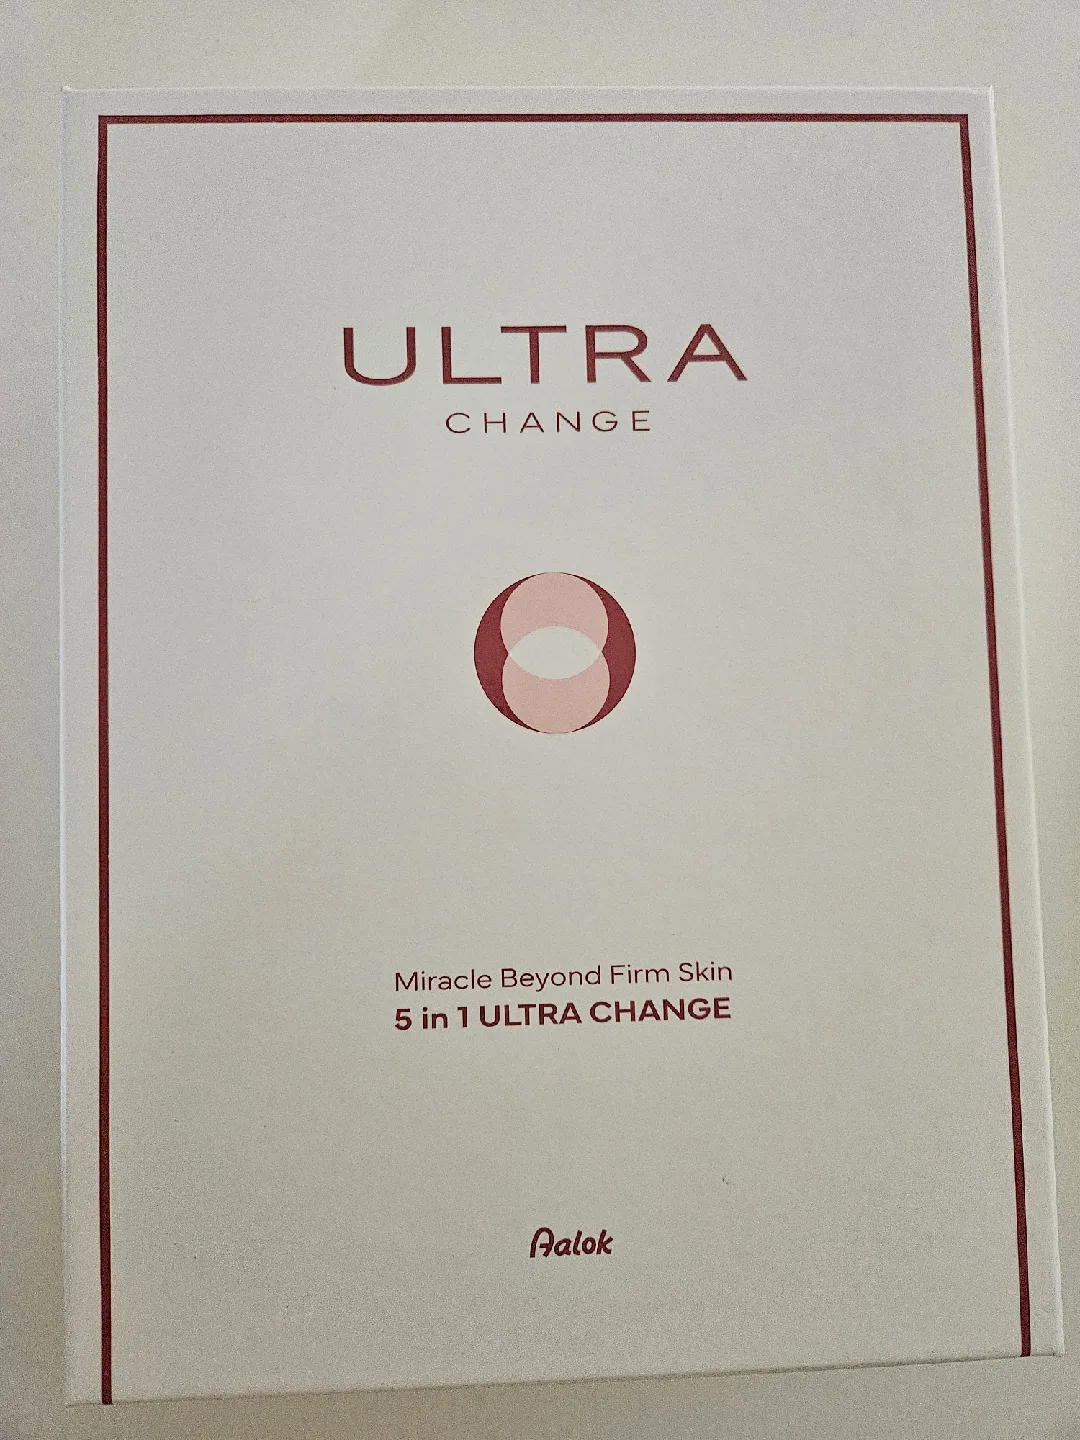 ULTRA
CHANGE
Miracle Beyond Firm Skin
5 in 1 ULTRA CHANGE
Aalok